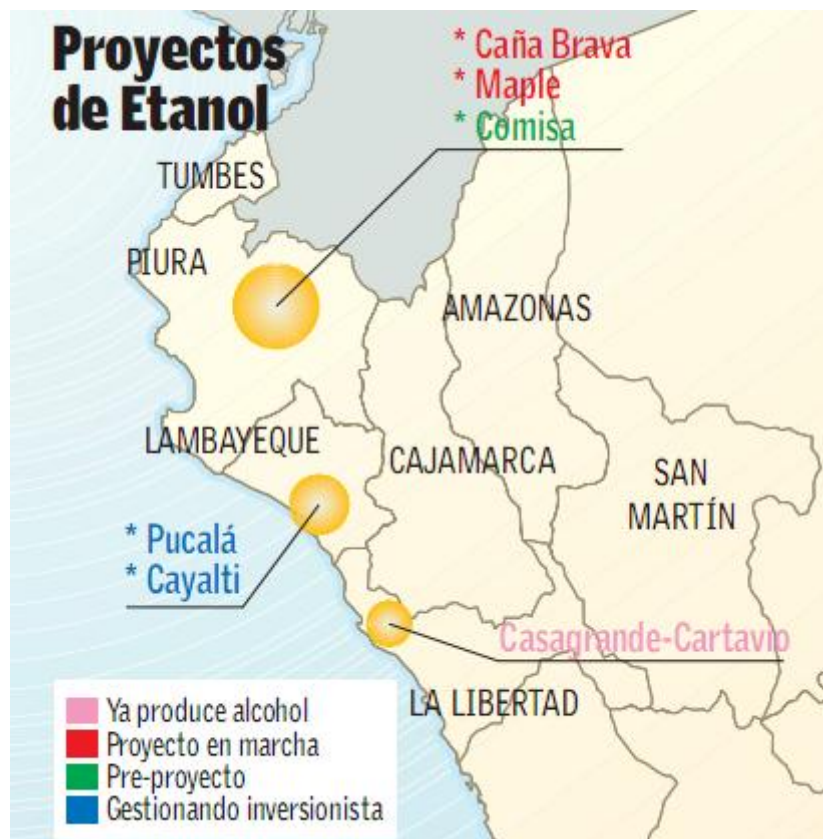 Proyectos
de Etanol
* Caña Brava
* Maple
* Comisa
TUMBES
PIURA
AMAZONAS
LAMBAYEQUE
CAJAMARCA
SAN
MARTÍN
* Pucalá
* Cayalti
Casagrande-Cartavio
LA LIBERTAD
Ya produce alcohol
Proyecto en marcha
Pre-proyecto
Gestionando inversionista